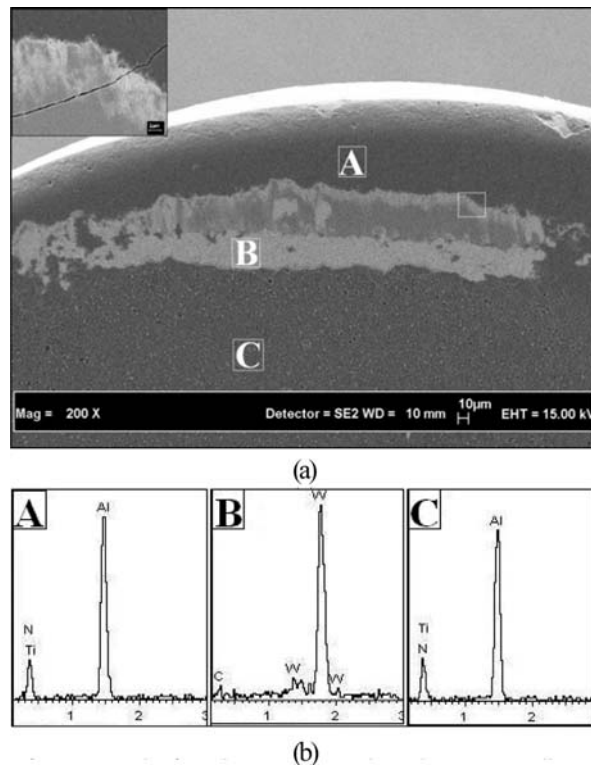 A
B
C
Mag = 200 X Detector = SE2 WD = 10 mm 10µm EHT = 15.00 kV
(a)
A
Al
N
Ti
1 2 3
B
W
C
W
W
1 2 3
C
Al
Ti
N
1 2
(b)